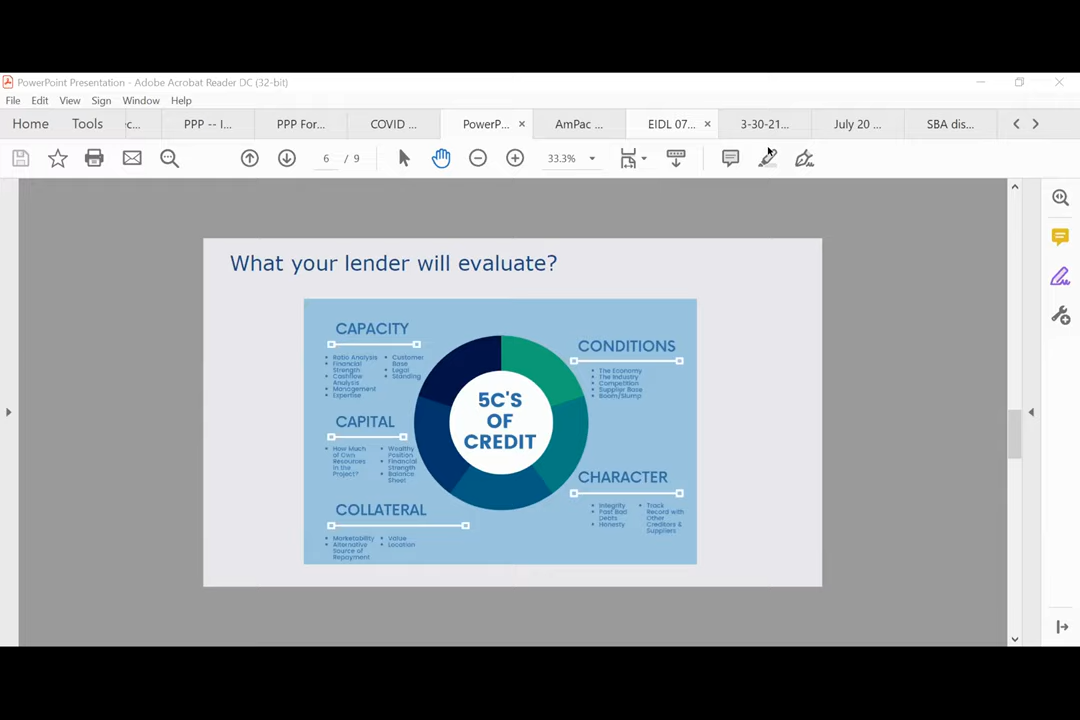 PowerPoint Presentation - Adobe Acrobat Reader DC (32-bit)
File Edit View Sign Window Help
Home Tools :c... PPP -- I... PPP For... COVID ... PowerP... × AmPac ... EIDL 07... × 3-30-21... July 20 ... SBA dis...
6 / 9 33.3%
What your lender will evaluate?
CAPACITY
• Ratio Analysis
• Financial
Strength
• Cashflow
Analysis
• Management
• Expertise
• Customer
Base
• Legal
• Standing
CAPITAL
• How Much
of Own
Resources
in the
Project?
• Wealthy
Position
• Financial
Strength
• Balance
Sheet
COLLATERAL
• Marketability
• Alternative
Source of
Repayment
• Value
• Location
5C'S
OF
CREDIT
CONDITIONS
• The Economy
• The Industry
• Competition
• Supplier Base
• Boom/Slump
CHARACTER
• Integrity
• Past Bad
Debts
• Honesty
• Track
Record with
Other
Creditors &
Suppliers